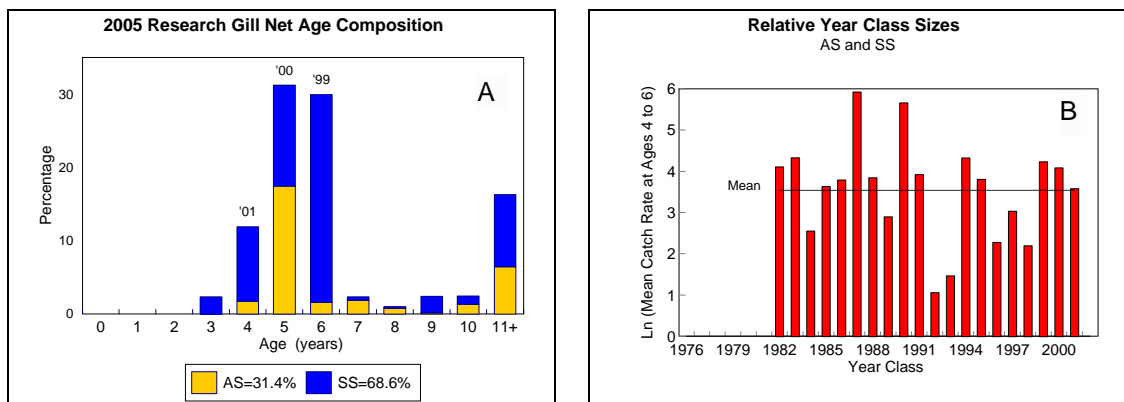 2005 Research Gill Net Age Composition
A
Percentage
30
20
10
0
'01
'00
'99
0 1 2 3 4 5 6 7 8 9 10 11+
Age (years)
AS=31.4% SS=68.6%
Relative Year Class Sizes
AS and SS
B
Ln (Mean Catch Rate at Ages 4 to 6)
6
5
4
3
2
1
0
Mean
1976 1979 1982 1985 1988 1991 1994 1997 2000
Year Class